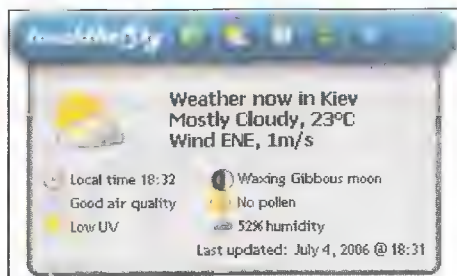 Weather now in Kiev
Mostly Cloudy, 23°C
Wind ENE, 1m/s
Local time 18:32
Waxing Gibbous moon
Good air quality
No pollen
Low UV
52% humidity
Last updated: July 4, 2006 @ 18:31